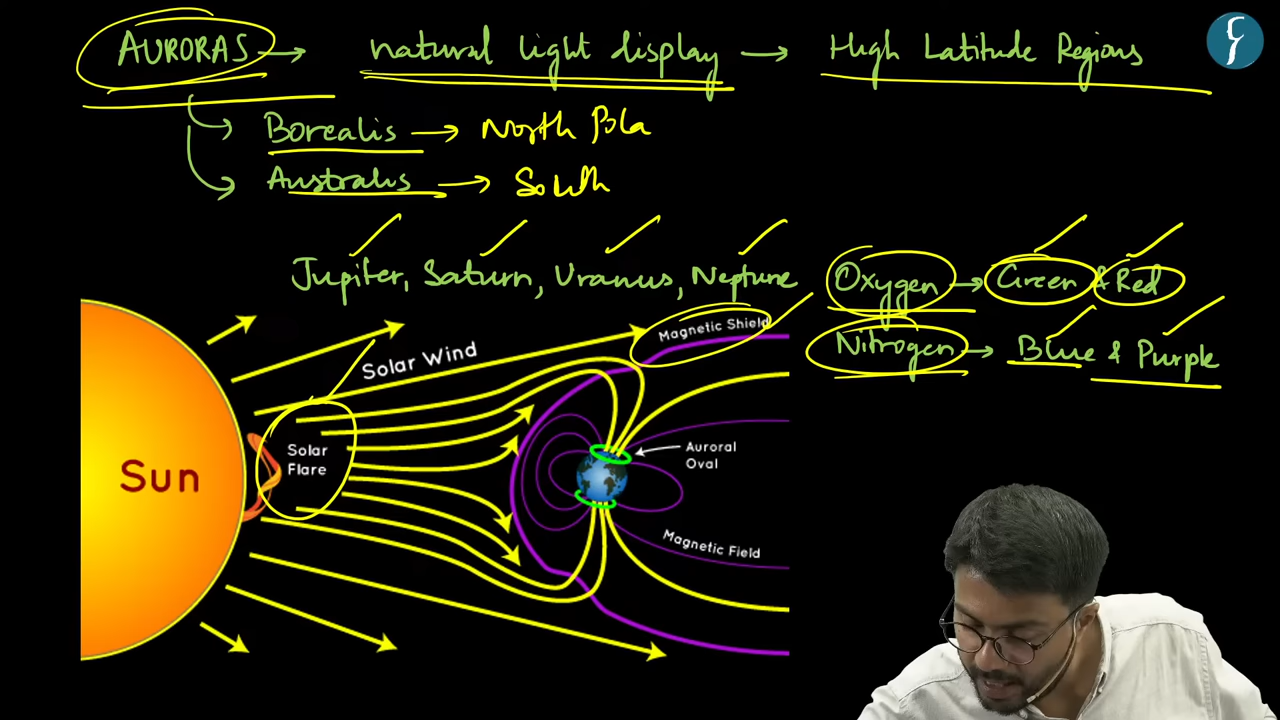 AURORAS → natural light display → High Latitude Regions
Borealis → North Pola
Australis → South
Jupiter, Saturn, Uranus, Neptune
Oxygen → Green & Red
Nitrogen → Blue & Purple
Magnetic Shield
Solar Wind
Solar Flare
Sun
Auroral Oval
Magnetic Field